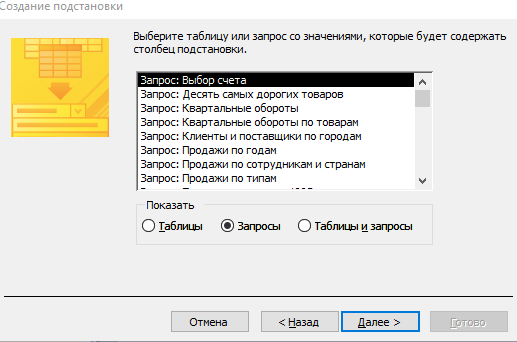 Создание подстановки
Выберите таблицу или запрос со значениями, которые будет содержать
столбец подстановки.
Запрос: Выбор счета
Запрос: Десять самых дорогих товаров
Запрос: Квартальные обороты
Запрос: Квартальные обороты по товарам
Запрос: Клиенты и поставщики по городам
Запрос: Продажи по годам
Запрос: Продажи по сотрудникам и странам
Запрос: Продажи по типам
Показать
Таблицы Запросы Таблицы и запросы
Отмена < Назад Далее > Готово